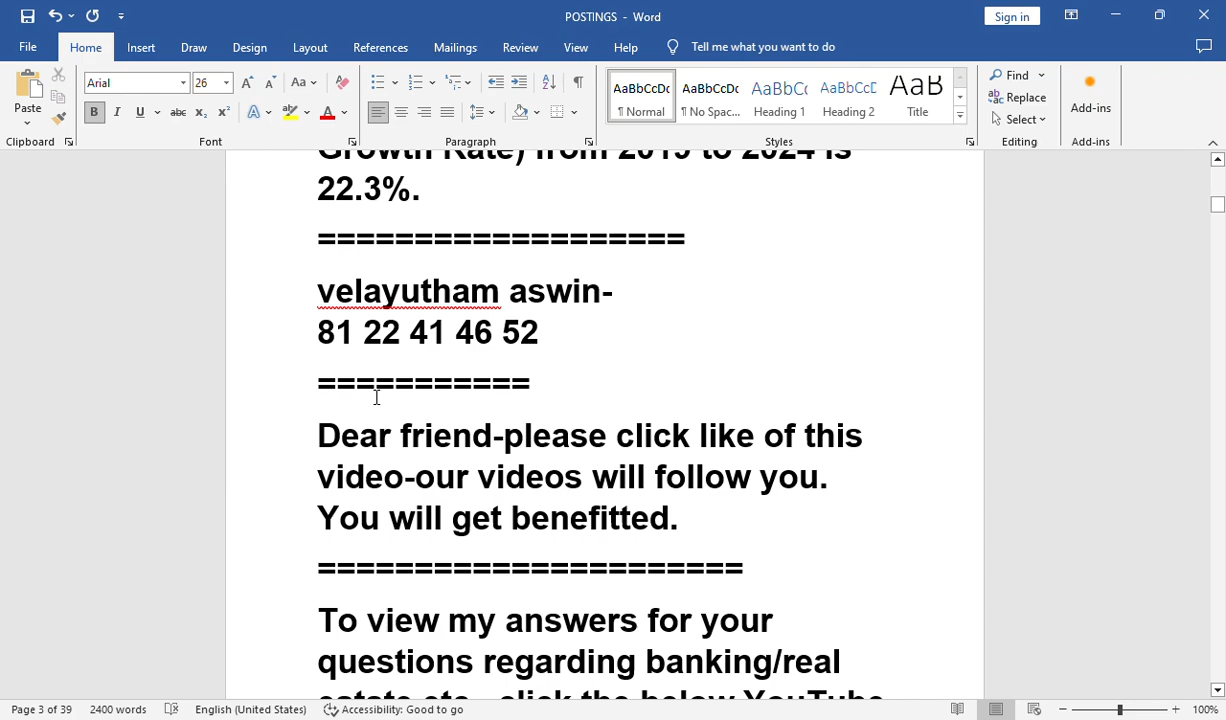 POSTINGS - Word
Sign in
File Home Insert Draw Design Layout References Mailings Review View Help Tell me what you want to do
Paste
Arial 26 Aa
B I U abc x₂ x² A A
AaBbCcDc AaBbCcDc AaBbCc AaBbCcD AaB
¶ Normal ¶ No Spac... Heading 1 Heading 2 Title
Find
Replace
Select
Add-ins
Clipboard Font Paragraph Styles Editing Add-ins
Growth Rate) from 2019 to 2024 is
22.3%.
===================
velayutham aswin-
81 22 41 46 52
===========
Dear friend-please click like of this
video-our videos will follow you.
You will get benefitted.
======================
To view my answers for your
questions regarding banking/real
estate etc., click the below YouTube
Page 3 of 39 2400 words English (United States) Accessibility: Good to go 100%